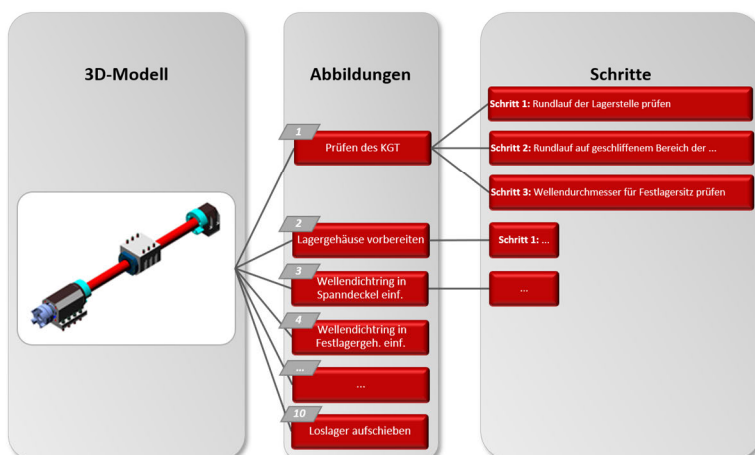 3D-Modell
Abbildungen
Schritte
1
Prüfen des KGT
Schritt 1: Rundlauf der Lagerstelle prüfen
Schritt 2: Rundlauf auf geschliffenem Bereich der ...
Schritt 3: Wellendurchmesser für Festlagersitz prüfen
2
Lagergehäuse vorbereiten
Schritt 1: ...
3
Wellendichtring in
Spanndeckel einf.
...
4
Wellendichtring in
Festlagergeh. einf.
...
...
10
Loslager aufschieben